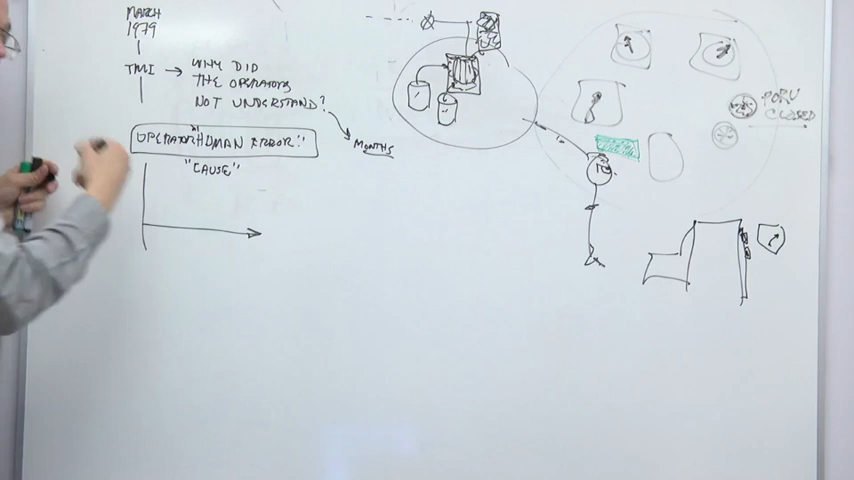 MARCH
1979
TMI → WHY DID
THE OPERATORS
NOT UNDERSTAND?
MONTHS
OPERATOR "HUMAN ERROR"
"CAUSE"
PORV
CLOSED